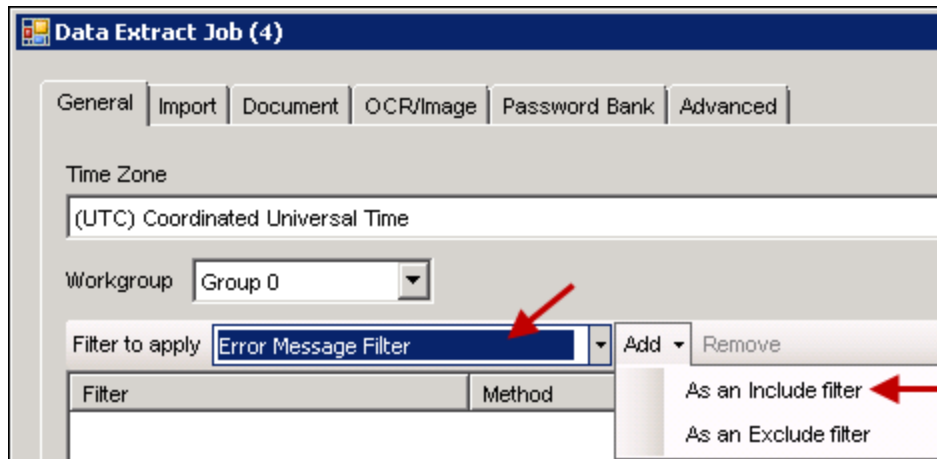 Data Extract Job (4)
General Import Document OCR/Image Password Bank Advanced
Time Zone
(UTC) Coordinated Universal Time
Workgroup Group 0
Filter to apply Error Message Filter Add Remove
Filter Method As an Include filter
As an Exclude filter